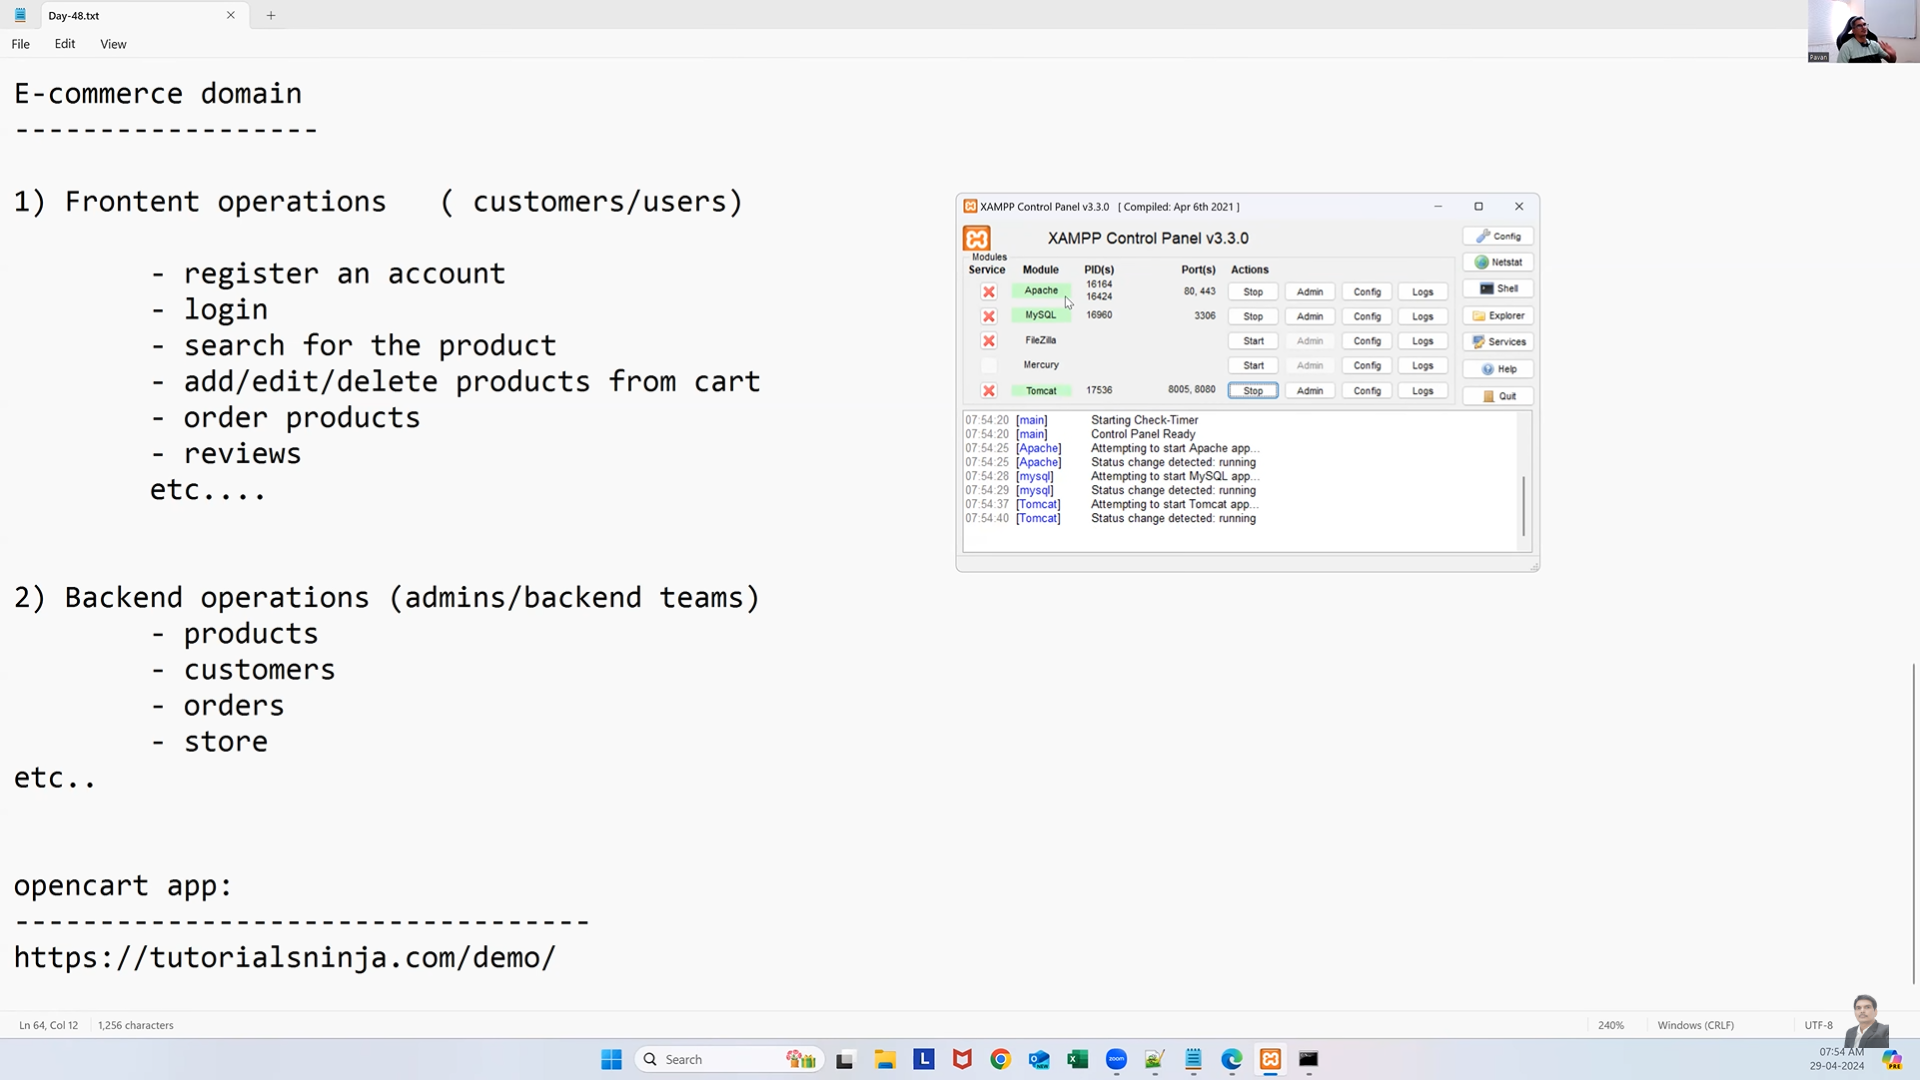 Day-48.txt
File Edit View
Pavan
E-commerce domain
------------------
1) Frontent operations ( customers/users)
- register an account
- login
- search for the product
- add/edit/delete products from cart
- order products
- reviews
etc....
2) Backend operations (admins/backend teams)
- products
- customers
- orders
- store
etc..
opencart app:
----------------------------------
https://tutorialsninja.com/demo/
XAMPP Control Panel v3.3.0 [ Compiled: Apr 6th 2021 ]
XAMPP Control Panel v3.3.0
Modules
Service Module PID(s) Port(s) Actions
Apache 16164 16424 80, 443 Stop Admin Config Logs
MySQL 16960 3306 Stop Admin Config Logs
FileZilla Start Admin Config Logs
Mercury Start Admin Config Logs
Tomcat 17536 8005, 8080 Stop Admin Config Logs
Config
Netstat
Shell
Explorer
Services
Help
Quit
07:54:20 [main] Starting Check-Timer
07:54:20 [main] Control Panel Ready
07:54:25 [Apache] Attempting to start Apache app...
07:54:25 [Apache] Status change detected: running
07:54:28 [mysql] Attempting to start MySQL app...
07:54:29 [mysql] Status change detected: running
07:54:37 [Tomcat] Attempting to start Tomcat app...
07:54:40 [Tomcat] Status change detected: running
Ln 64, Col 12 1,256 characters 240% Windows (CRLF) UTF-8
Search
L
NEW
zoom
07:54 AM
29-04-2024
PRE